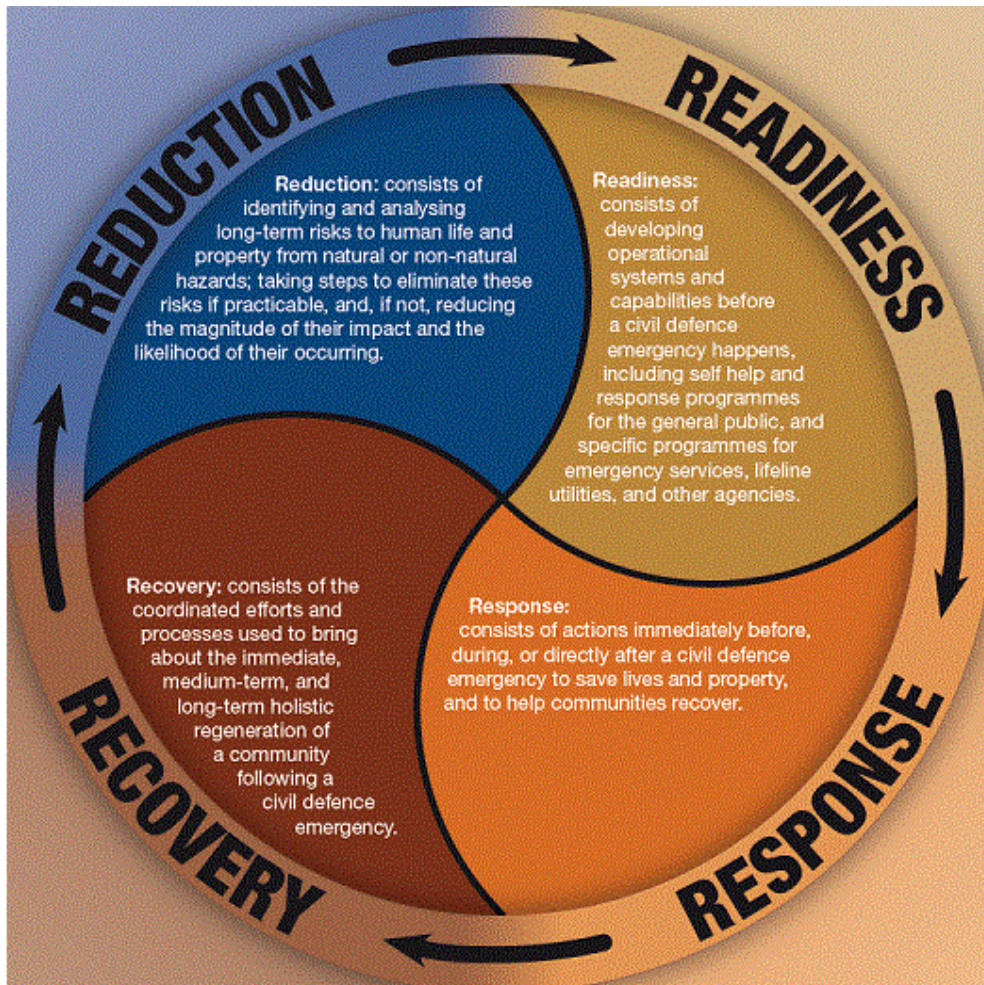 REDUCTION
READINESS
Reduction: consists of
identifying and analysing
long-term risks to human life and
property from natural or non-natural
hazards; taking steps to eliminate these
risks if practicable, and, if not, reducing
the magnitude of their impact and the
likelihood of their occurring.
Readiness:
consists of
developing
operational
systems and
capabilities before
a civil defence
emergency happens,
including self help and
response programmes
for the general public, and
specific programmes for
emergency services, lifeline
utilities, and other agencies.
Recovery: consists of the
coordinated efforts and
processes used to bring
about the immediate,
medium-term, and
long-term holistic
regeneration of
a community
following a
civil defence
emergency.
Response:
consists of actions immediately before,
during, or directly after a civil defence
emergency to save lives and property,
and to help communities recover.
RECOVERY
RESPONSE